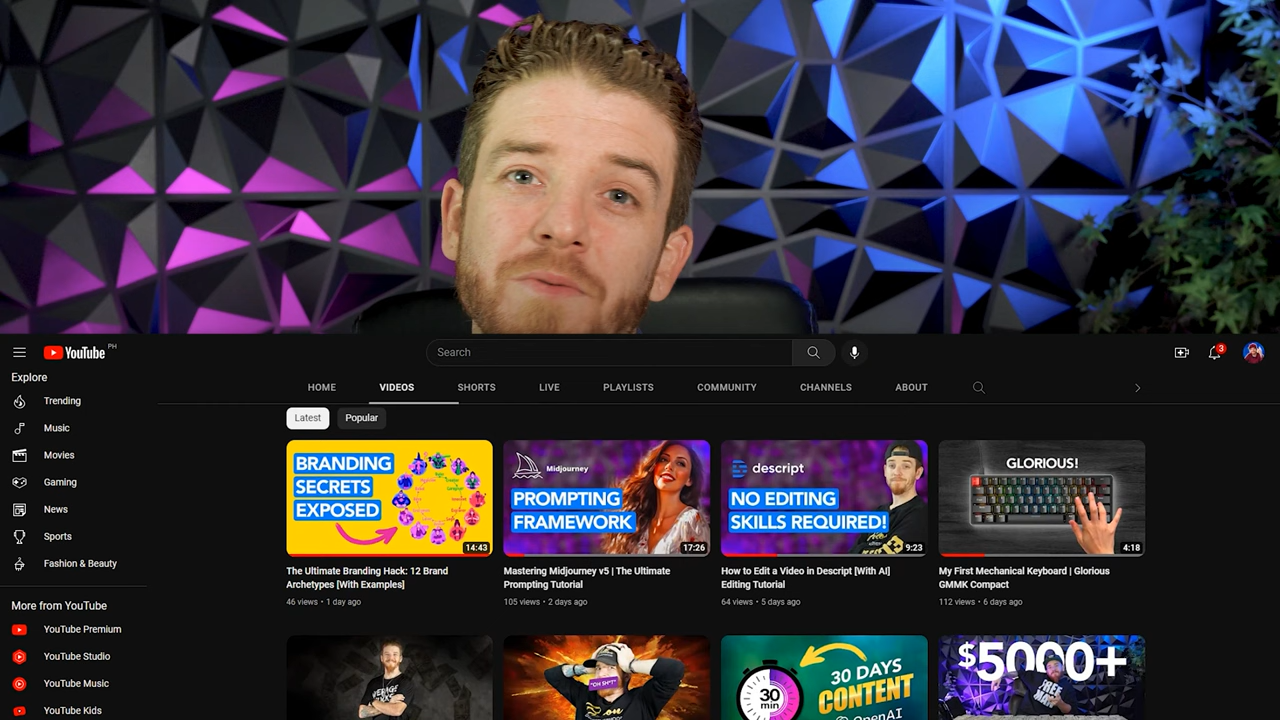 YouTube PH
Search
3
Explore
Trending
Music
Movies
Gaming
News
Sports
Fashion & Beauty
More from YouTube
YouTube Premium
YouTube Studio
YouTube Music
YouTube Kids
HOME
VIDEOS
SHORTS
LIVE
PLAYLISTS
COMMUNITY
CHANNELS
ABOUT
Latest
Popular
BRANDING
SECRETS
EXPOSED
14:43
The Ultimate Branding Hack: 12 Brand
Archetypes [With Examples]
46 views • 1 day ago
Midjourney
PROMPTING
FRAMEWORK
17:26
Mastering Midjourney v5 | The Ultimate
Prompting Tutorial
105 views • 2 days ago
descript
NO EDITING
SKILLS REQUIRED!
9:23
How to Edit a Video in Descript [With AI]
Editing Tutorial
64 views • 5 days ago
GLORIOUS!
4:18
My First Mechanical Keyboard | Glorious
GMMK Compact
112 views • 6 days ago
"OH SH*T"
30
min
30 DAYS
CONTENT
OpenAI
$5000+